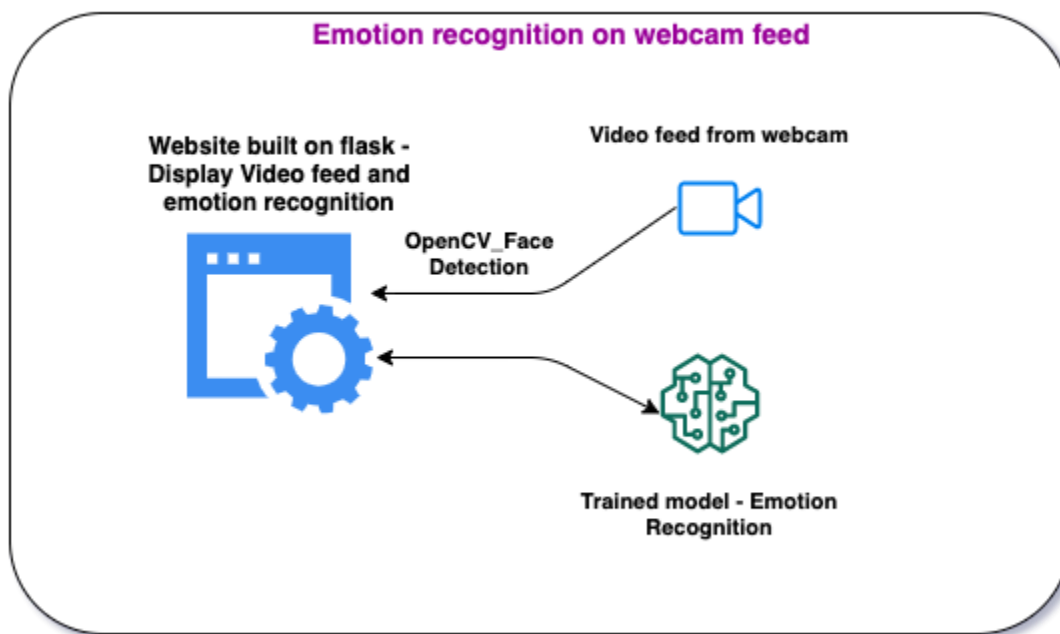 Emotion recognition on webcam feed
Website built on flask -
Display Video feed and
emotion recognition
Video feed from webcam
OpenCV_Face
Detection
Trained model - Emotion
Recognition